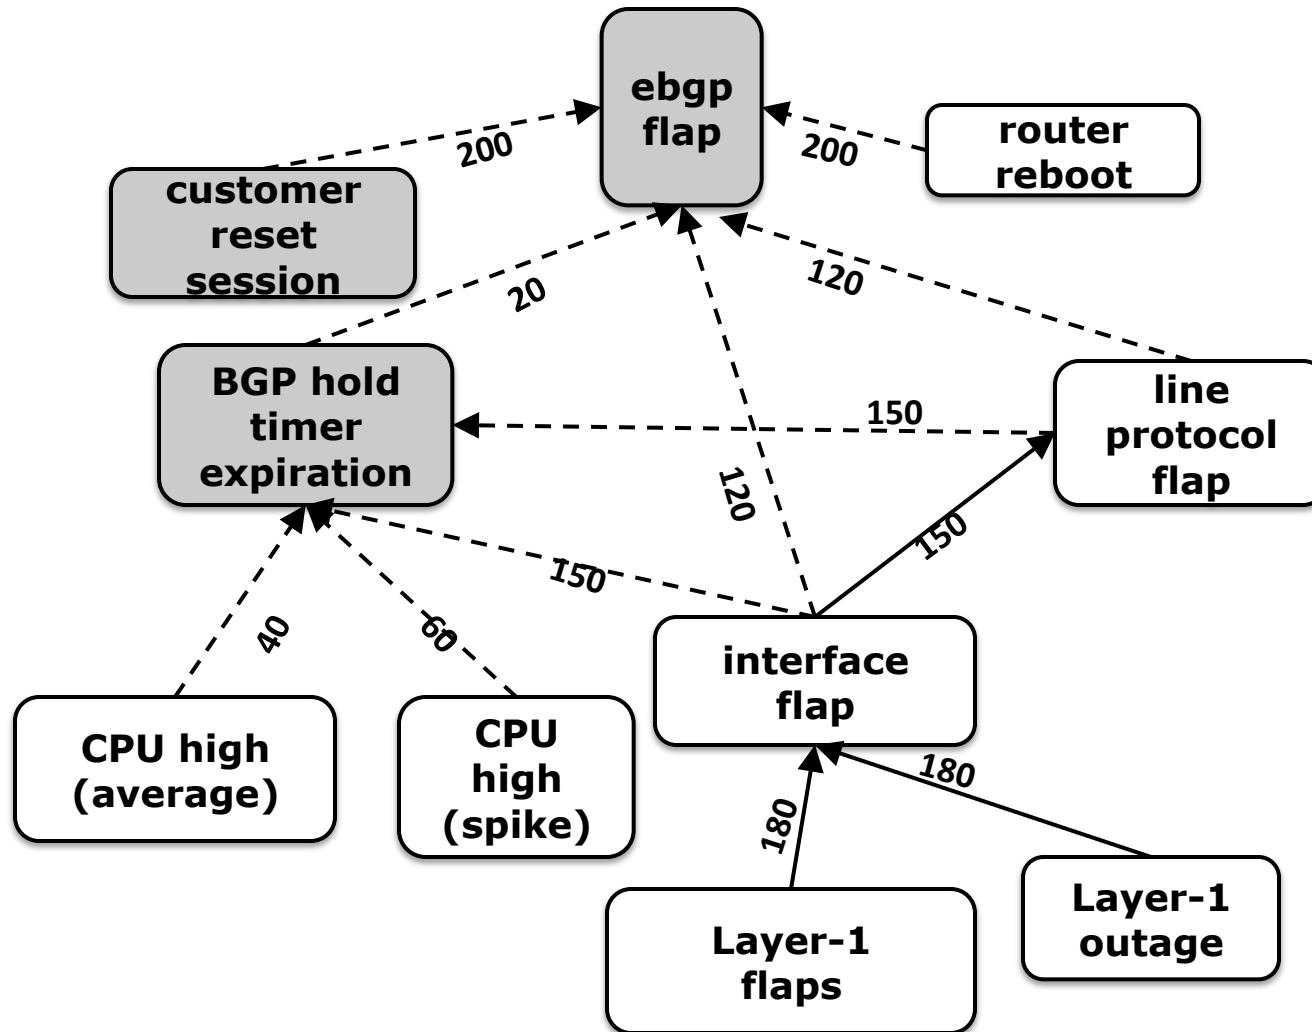 ebgp
flap
router
reboot
200
200
customer
reset
session
20
120
BGP hold
timer
expiration
150
line
protocol
flap
120
150
150
40
60
interface
flap
CPU high
(average)
CPU
high
(spike)
180
180
Layer-1
flaps
Layer-1
outage